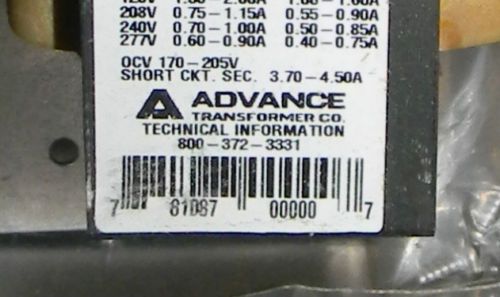 208V 0.75-1.15A 0.55-0.90A
240V 0.70-1.00A 0.50-0.85A
277V 0.60-0.90A 0.40-0.75A
OCV 170-205V
SHORT CKT. SEC. 3.70-4.50A
ADVANCE
TRANSFORMER CO.
TECHNICAL INFORMATION
800-372-3331
7 81087 00000 7